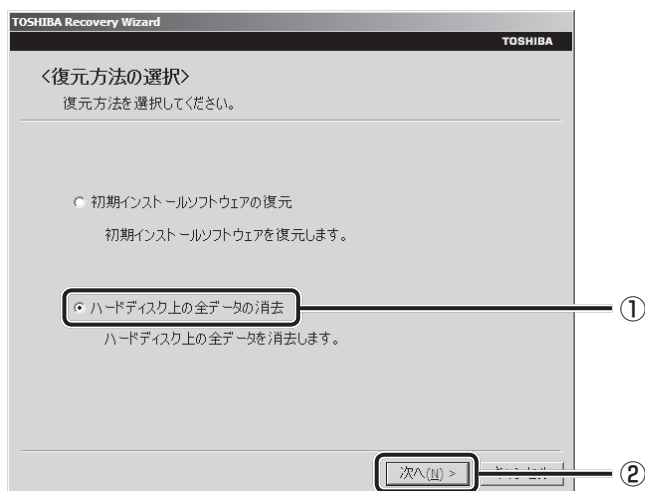 TOSHIBA Recovery Wizard
TOSHIBA
<復元方法の選択>
復元方法を選択してください。
初期インストールソフトウェアの復元
初期インストールソフトウェアを復元します。
ハードディスク上の全データの消去
①
ハードディスク上の全データを消去します。
次へ(N) >
②